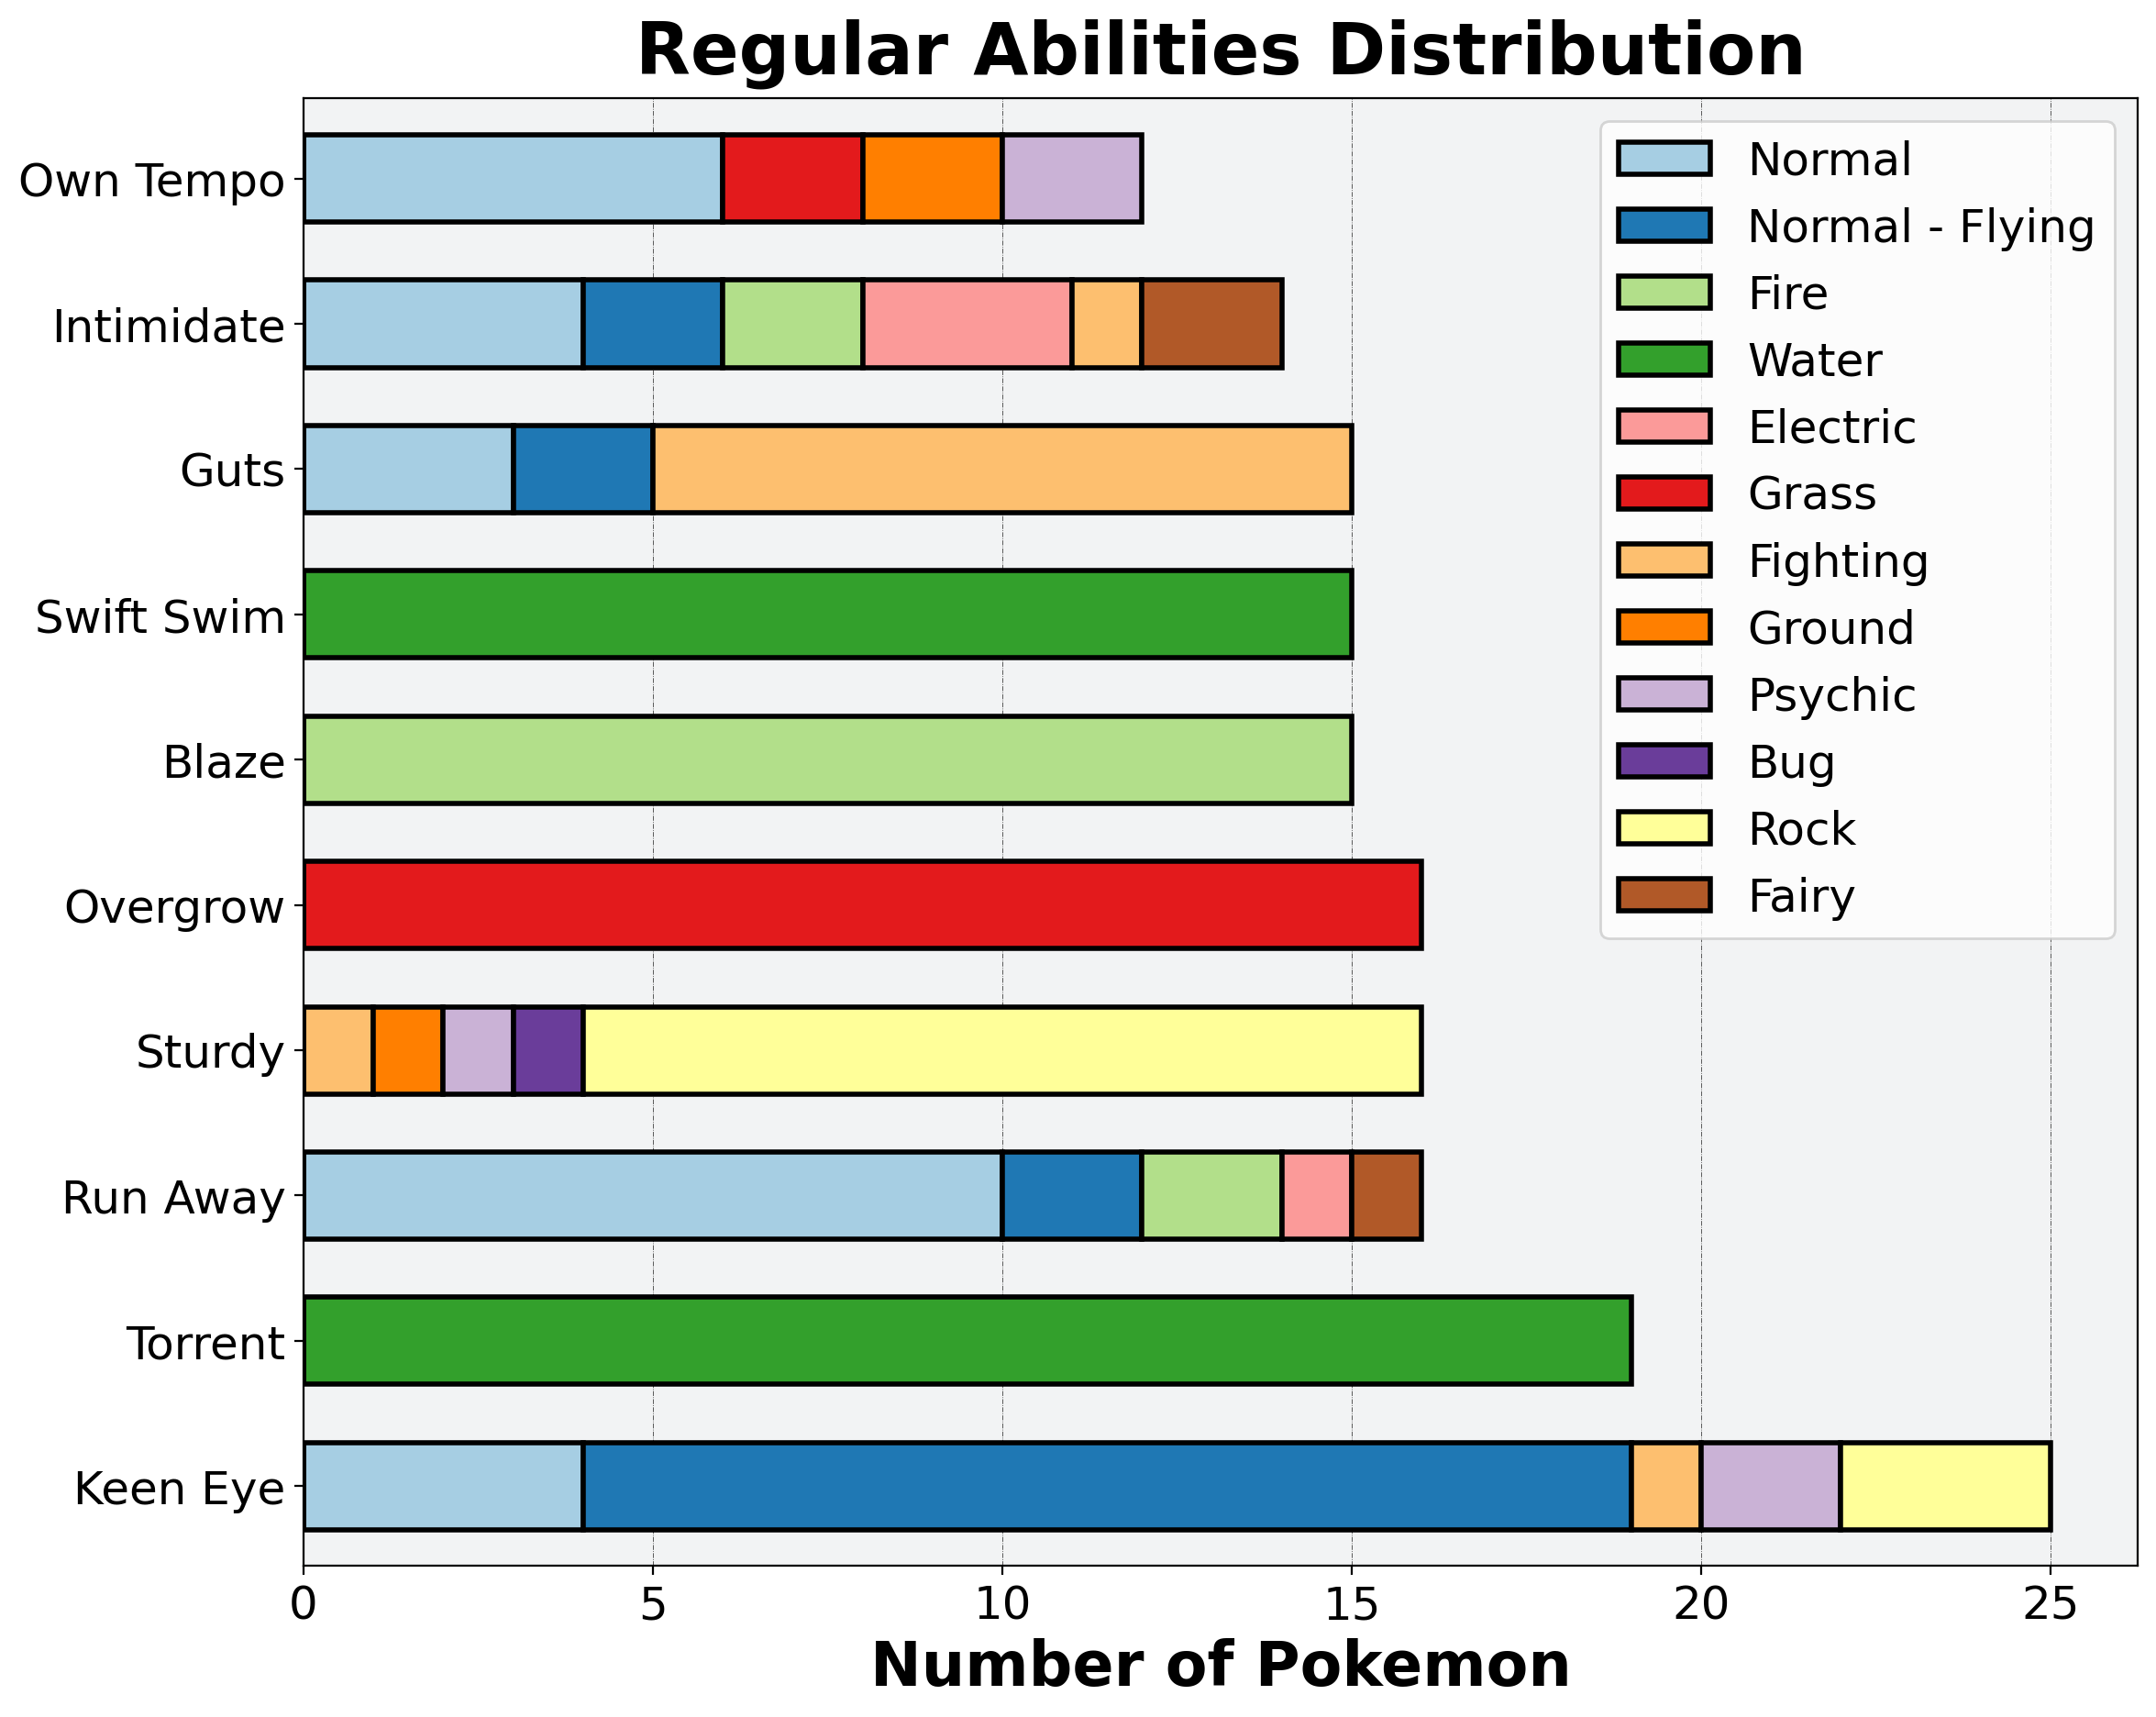 Regular Abilities Distribution
Own Tempo
Intimidate
Guts
Swift Swim
Blaze
Overgrow
Sturdy
Run Away
Torrent
Keen Eye
Normal
Normal - Flying
Fire
Water
Electric
Grass
Fighting
Ground
Psychic
Bug
Rock
Fairy
0 5 10 15 20 25
Number of Pokemon